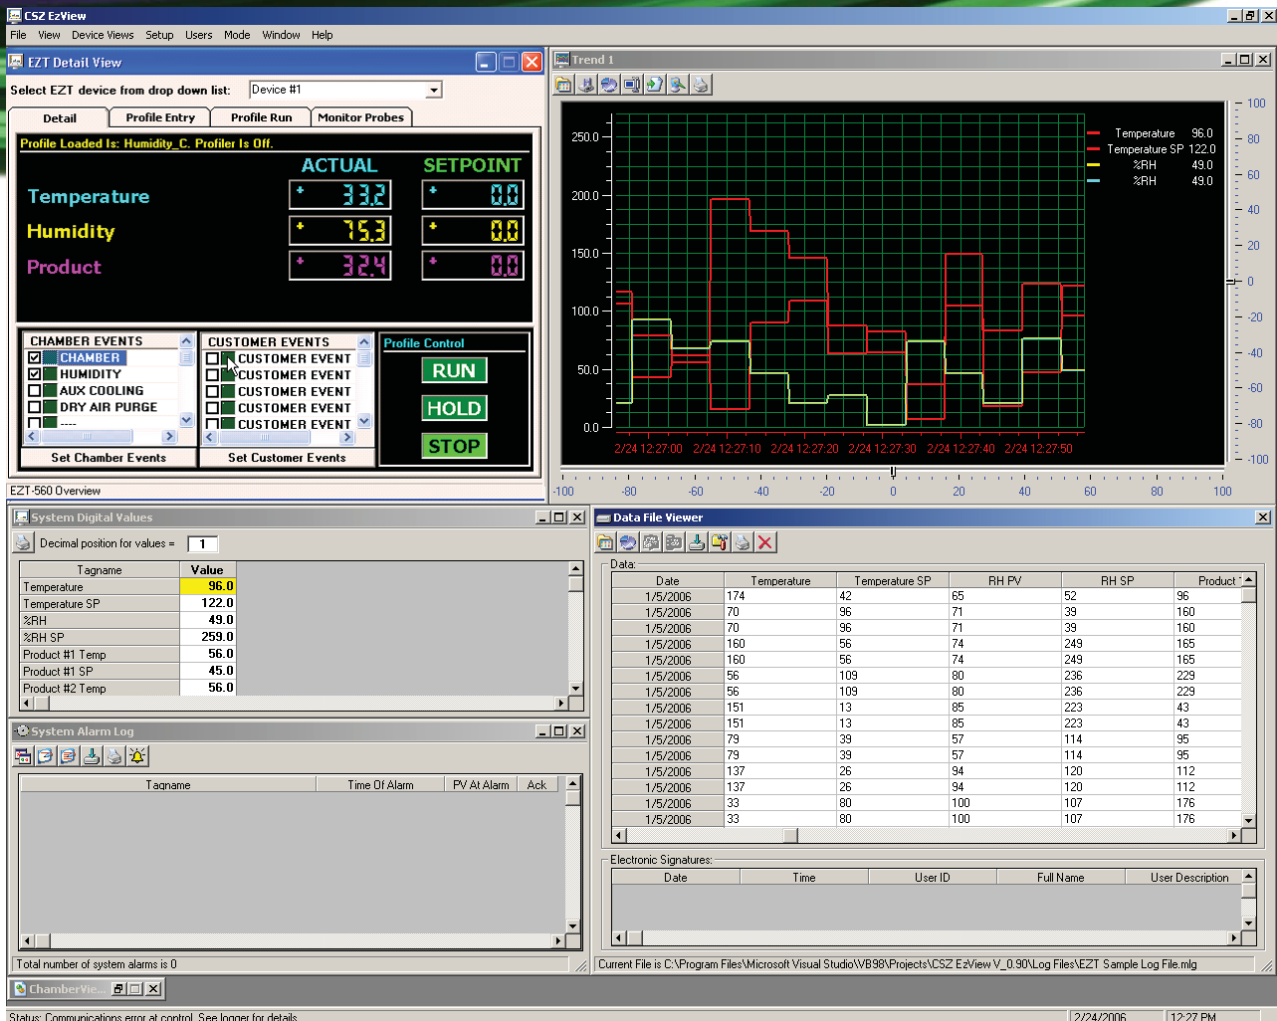 CSZ EzView
File View Device Views Setup Users Mode Window Help
EZT Detail View
Select EZT device from drop down list: Device #1
Detail Profile Entry Profile Run Monitor Probes
Profile Loaded Is: Humidity_C. Profiler Is Off.
ACTUAL SETPOINT
Temperature + 33.2 + 0.0
Humidity + 75.3 + 0.0
Product + 32.4 + 0.0
CHAMBER EVENTS
CHAMBER
HUMIDITY
AUX COOLING
DRY AIR PURGE
----
Set Chamber Events
CUSTOMER EVENTS
CUSTOMER EVENT
CUSTOMER EVENT
CUSTOMER EVENT
CUSTOMER EVENT
CUSTOMER EVENT
Set Customer Events
Profile Control
RUN
HOLD
STOP
EZT-560 Overview
Trend 1
250.0
200.0
150.0
100.0
50.0
0.0
2/24 12:27:00 2/24 12:27:10 2/24 12:27:20 2/24 12:27:30 2/24 12:27:40 2/24 12:27:50
Temperature 96.0
Temperature SP 122.0
%RH 49.0
%RH 49.0
100
80
60
40
20
0
-20
-40
-60
-80
-100
-100 -80 -60 -40 -20 0 20 40 60 80 100
System Digital Values
Decimal position for values = 1
Tagname Value
Temperature 96.0
Temperature SP 122.0
%RH 49.0
%RH SP 259.0
Product #1 Temp 56.0
Product #1 SP 45.0
Product #2 Temp 56.0
System Alarm Log
Tagname Time Of Alarm PV At Alarm Ack
Total number of system alarms is 0
Data File Viewer
Data:
Date Temperature Temperature SP RH PV RH SP Product
1/5/2006 174 42 65 52 96
1/5/2006 70 96 71 39 160
1/5/2006 70 96 71 39 160
1/5/2006 160 56 74 249 165
1/5/2006 160 56 74 249 165
1/5/2006 56 109 80 236 229
1/5/2006 56 109 80 236 229
1/5/2006 151 13 85 223 43
1/5/2006 151 13 85 223 43
1/5/2006 79 39 57 114 95
1/5/2006 79 39 57 114 95
1/5/2006 137 26 94 120 112
1/5/2006 137 26 94 120 112
1/5/2006 33 80 100 107 176
1/5/2006 33 80 100 107 176
Electronic Signatures:
Date Time User ID Full Name User Description
Current File is C:\Program Files\Microsoft Visual Studio\VB98\Projects\CSZ EzView V_0.90\Log Files\EZT Sample Log File.mlg
ChamberVie...
Status: Communications error at control. See logger for details. 2/24/2006 12:27 PM